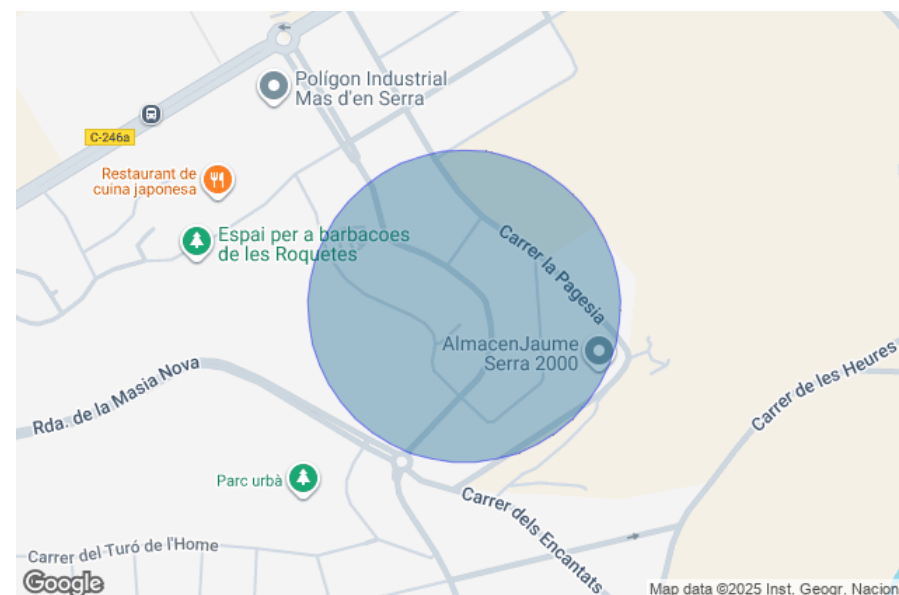 Polígon Industrial
Mas d'en Serra
C-246a
Restaurant de
cuina japonesa
Espai per a barbacoes
de les Roquetes
Carrer la Pagesia
AlmacenJaume
Serra 2000
Carrer de les Heures
Rda. de la Masia Nova
Parc urbà
Carrer dels Encantats
Carrer del Turó de l'Home
Google
Map data ©2025 Inst. Geogr. Nacion